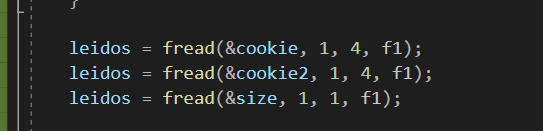 }
leidos = fread(&cookie, 1, 4, f1);
leidos = fread(&cookie2, 1, 4, f1);
leidos = fread(&size, 1, 1, f1);